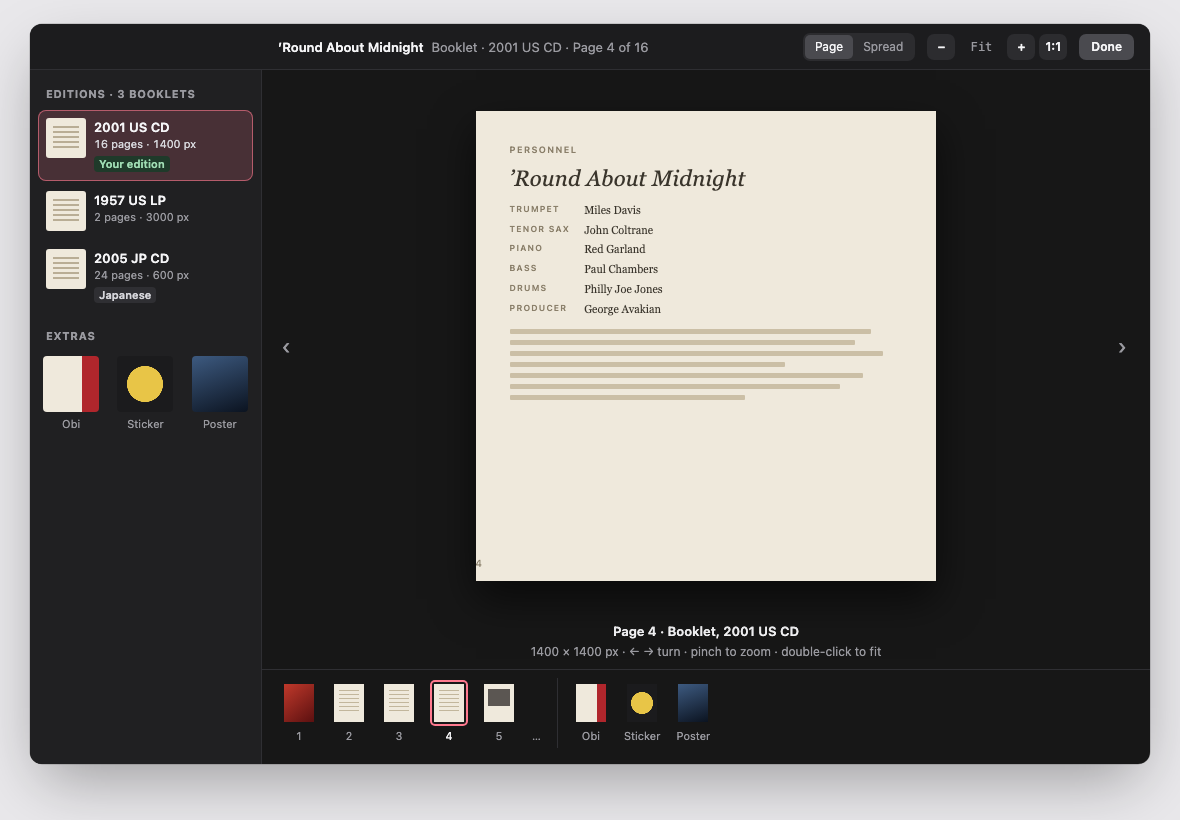 ’Round About Midnight Booklet · 2001 US CD · Page 4 of 16
Page Spread − Fit + 1:1 Done
EDITIONS · 3 BOOKLETS
2001 US CD
16 pages · 1400 px
Your edition
1957 US LP
2 pages · 3000 px
2005 JP CD
24 pages · 600 px
Japanese
EXTRAS
Obi Sticker Poster
‹
PERSONNEL
’Round About Midnight
TRUMPET Miles Davis
TENOR SAX John Coltrane
PIANO Red Garland
BASS Paul Chambers
DRUMS Philly Joe Jones
PRODUCER George Avakian
4
›
Page 4 · Booklet, 2001 US CD
1400 × 1400 px · ← → turn · pinch to zoom · double-click to fit
1 2 3 4 5 … Obi Sticker Poster